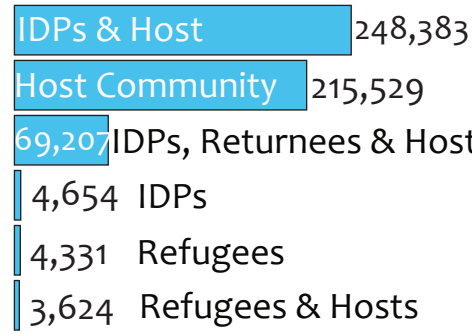 IDPs & Host 248,383
Host Community 215,529
69,207 IDPs, Returnees & Host
4,654 IDPs
4,331 Refugees
3,624 Refugees & Hosts